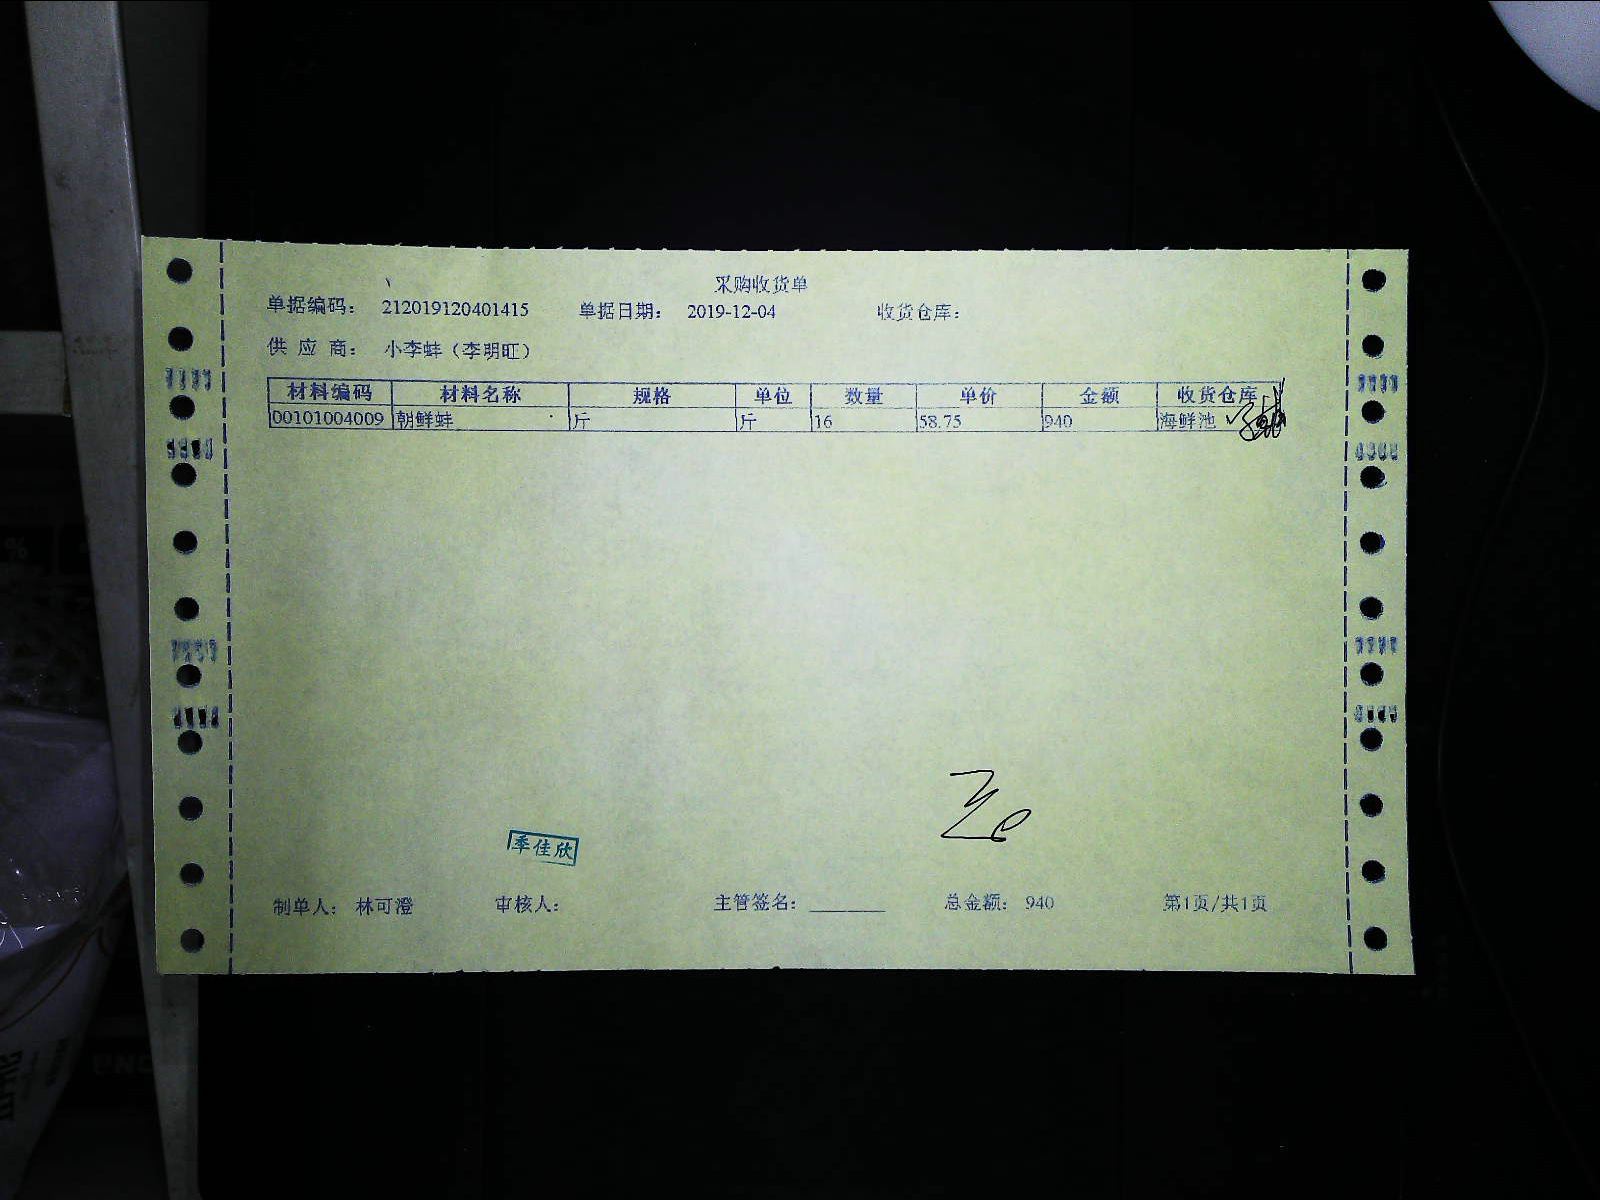 采购收货单
单据编码： 212019120401415 单据日期： 2019-12-04 收货仓库：
供 应 商： 小李蚌（李明旺）
材料编码 材料名称 规格 单位 数量 单价 金额 收货仓库
00101004009 朝鲜蚌 斤 斤 16 58.75 940 海鲜池
季佳欣
制单人： 林可澄 审核人： 主管签名：________ 总金额： 940 第1页/共1页